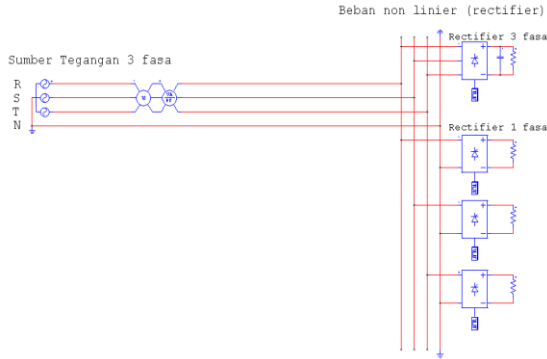 Beban non linier (rectifier)
Rectifier 3 fasa
Sumber Tegangan 3 fasa
R
S
T
N
Rectifier 1 fasa